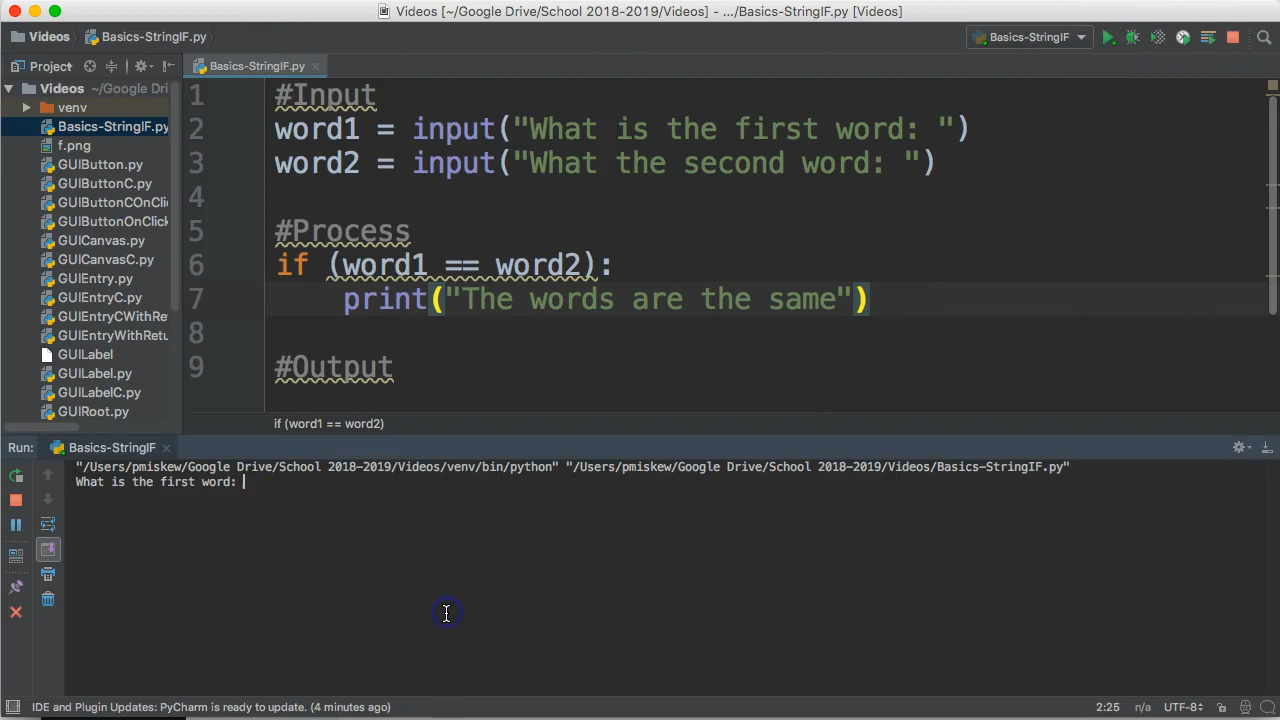 Videos [~/Google Drive/School 2018-2019/Videos] - .../Basics-StringIF.py [Videos]
Videos Basics-StringIF.py Basics-StringIF
Project Basics-StringIF.py
Videos ~/Google Dri
venv
Basics-StringIF.py
f.png
GUIButton.py
GUIButtonC.py
GUIButtonCOnCli
GUIButtonOnClick
GUICanvas.py
GUICanvasC.py
GUIEntry.py
GUIEntryC.py
GUIEntryCWithRe
GUIEntryWithRetu
GUILabel
GUILabel.py
GUILabelC.py
GUIRoot.py
1 #Input
2 word1 = input("What is the first word: ")
3 word2 = input("What the second word: ")
4
5 #Process
6 if (word1 == word2):
7 print("The words are the same")
8
9 #Output
if (word1 == word2)
Run: Basics-StringIF
"/Users/pmiskew/Google Drive/School 2018-2019/Videos/venv/bin/python" "/Users/pmiskew/Google Drive/School 2018-2019/Videos/Basics-StringIF.py"
What is the first word:
IDE and Plugin Updates: PyCharm is ready to update. (4 minutes ago) 2:25 n/a UTF-8